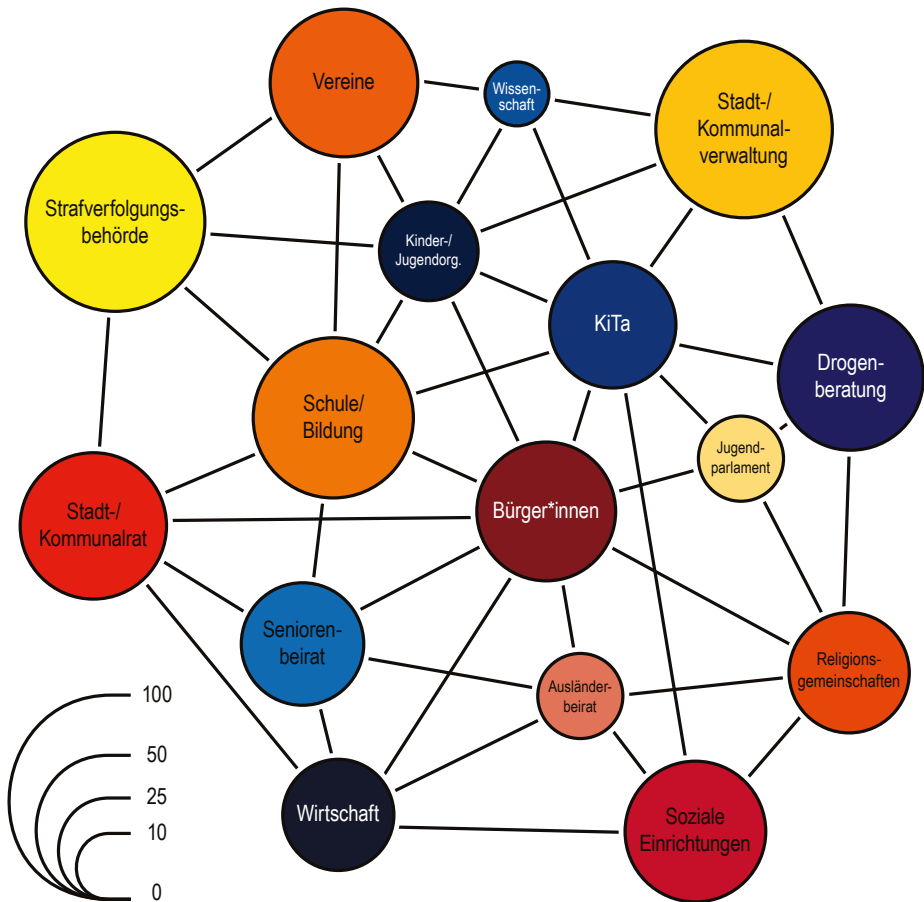 Vereine
Wissen-
schaft
Stadt-/
Kommunal-
verwaltung
Strafverfolgungs-
behörde
Kinder-/
Jugendorg.
KiTa
Drogen-
beratung
Schule/
Bildung
Jugend-
parlament
Stadt-/
Kommunalrat
Bürger*innen
Senioren-
beirat
Ausländer-
beirat
Religions-
gemeinschaften
Wirtschaft
Soziale
Einrichtungen
100
50
25
10
0